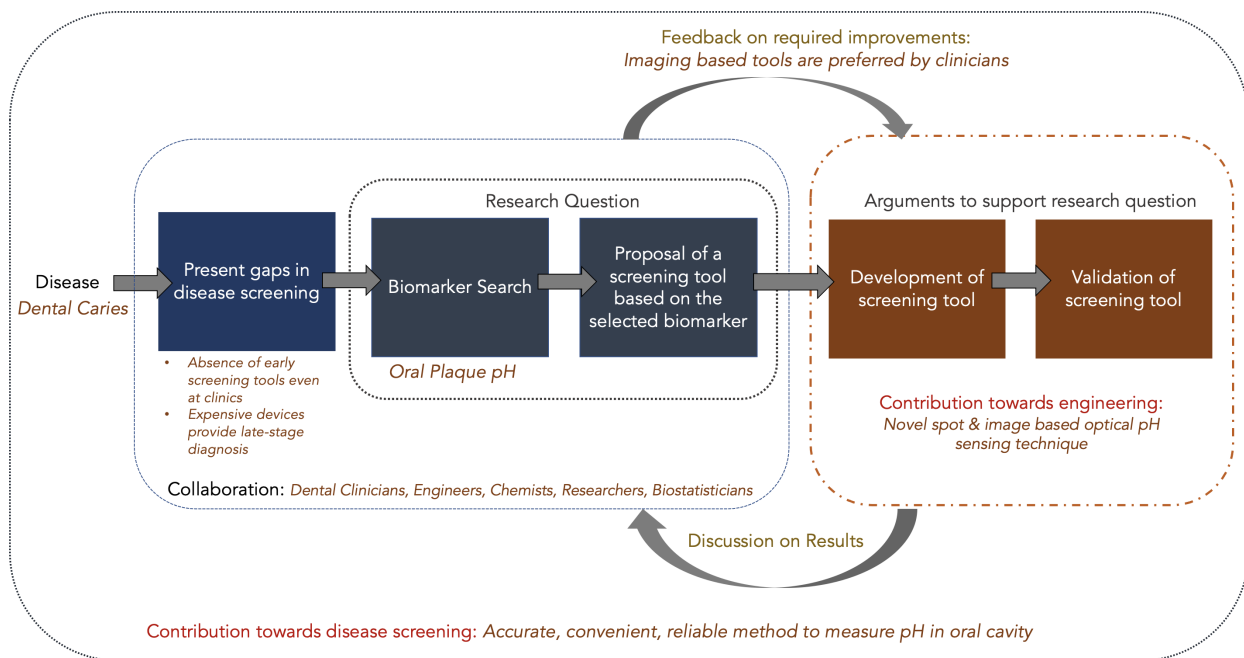 Feedback on required improvements:
Imaging based tools are preferred by clinicians
Research Question
Arguments to support research question
Disease
Dental Caries
Present gaps in
disease screening
Biomarker Search
Proposal of a
screening tool
based on the
selected biomarker
Development of
screening tool
Validation of
screening tool
• Absence of early
screening tools even
at clinics
• Expensive devices
provide late-stage
diagnosis
Oral Plaque pH
Contribution towards engineering:
Novel spot & image based optical pH
sensing technique
Collaboration: Dental Clinicians, Engineers, Chemists, Researchers, Biostatisticians
Discussion on Results
Contribution towards disease screening: Accurate, convenient, reliable method to measure pH in oral cavity